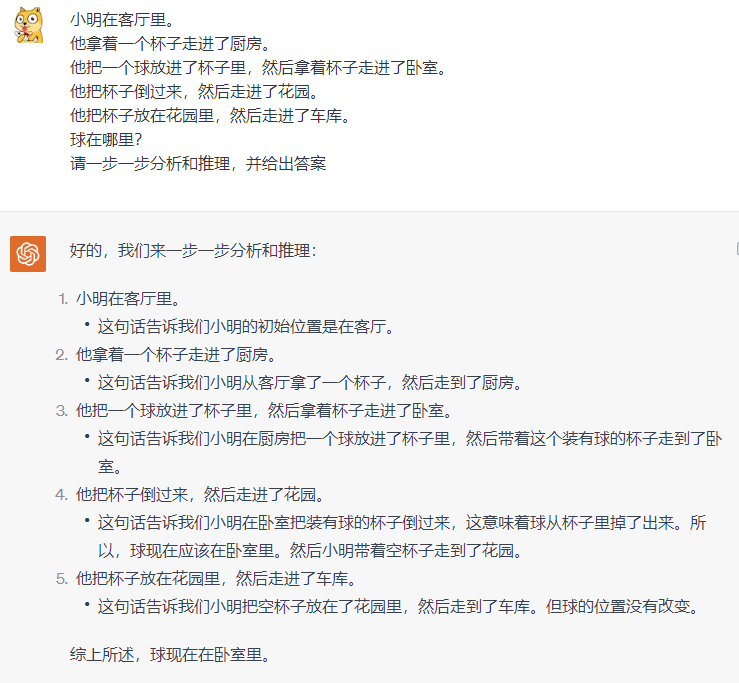 小明在客厅里。
他拿着一个杯子走进了厨房。
他把一个球放进了杯子里，然后拿着杯子走进了卧室。
他把杯子倒过来，然后走进了花园。
他把杯子放在花园里，然后走进了车库。
球在哪里？
请一步一步分析和推理，并给出答案
好的，我们来一步一步分析和推理：
1. 小明在客厅里。
• 这句话告诉我们小明的初始位置是在客厅。
2. 他拿着一个杯子走进了厨房。
• 这句话告诉我们小明从客厅拿了一个杯子，然后走到了厨房。
3. 他把一个球放进了杯子里，然后拿着杯子走进了卧室。
• 这句话告诉我们小明在厨房把一个球放进了杯子里，然后带着这个装有球的杯子走到了卧
室。
4. 他把杯子倒过来，然后走进了花园。
• 这句话告诉我们小明在卧室把装有球的杯子倒过来，这意味着球从杯子里掉了出来。所
以，球现在应该在卧室里。然后小明带着空杯子走到了花园。
5. 他把杯子放在花园里，然后走进了车库。
• 这句话告诉我们小明把空杯子放在了花园里，然后走到了车库。但球的位置没有改变。
综上所述，球现在在卧室里。